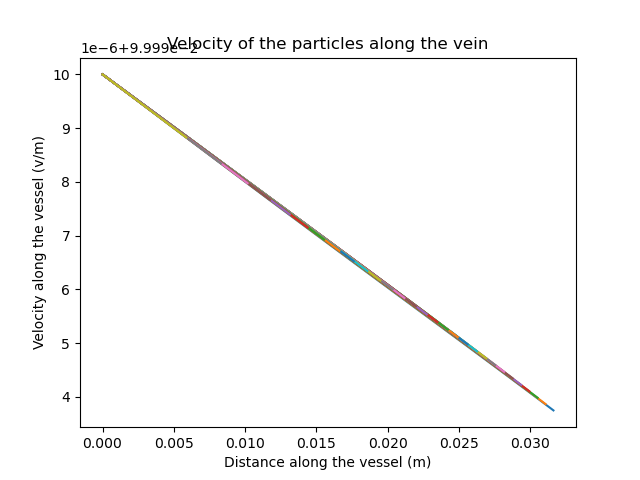 Velocity of the particles along the vein
1e−6+9.999e−2
10
9
8
7
6
5
4
Velocity along the vessel (v/m)
0.000 0.005 0.010 0.015 0.020 0.025 0.030
Distance along the vessel (m)